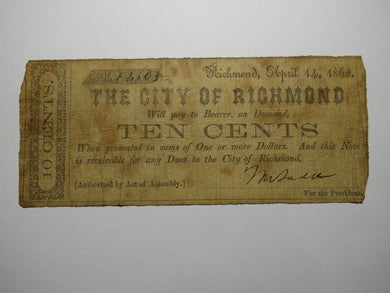 10 CENTS.
Richmond, April 14, 1862.
THE CITY OF RICHMOND
Will pay to Bearer, on Demand,
TEN CENTS
When presented in sums of One or more Dollars. And this Note
is receivable for any Dues to the City of Richmond.
[Authorized by Act of Assembly.]
For the President.